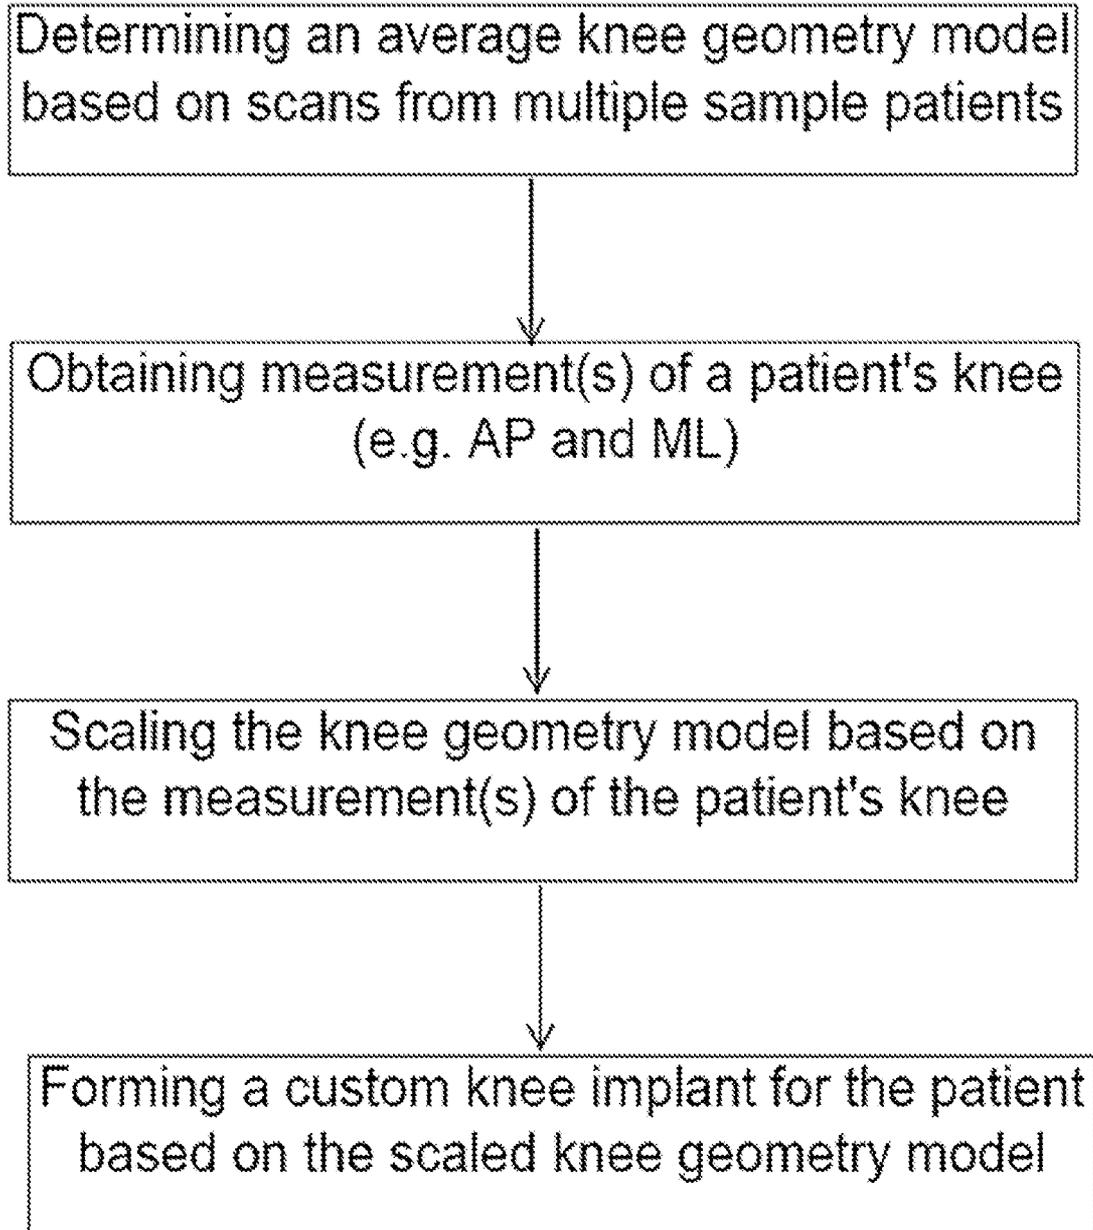 Determining an average knee geometry model
based on scans from multiple sample patients
Obtaining measurement(s) of a patient's knee
(e.g. AP and ML)
Scaling the knee geometry model based on
the measurement(s) of the patient's knee
Forming a custom knee implant for the patient
based on the scaled knee geometry model